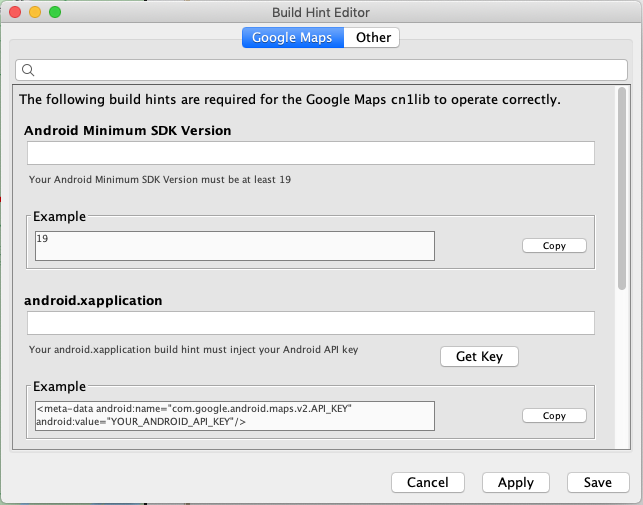 Build Hint Editor
Google Maps
Other
The following build hints are required for the Google Maps cn1lib to operate correctly.
Android Minimum SDK Version
Your Android Minimum SDK Version must be at least 19
Example
19
Copy
android.xapplication
Your android.xapplication build hint must inject your Android API key
Get Key
Example
<meta-data android:name="com.google.android.maps.v2.API_KEY"
android:value="YOUR_ANDROID_API_KEY"/>
Copy
Cancel
Apply
Save